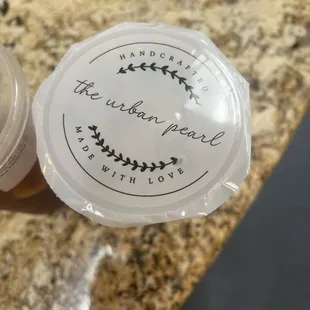 HANDCRAFTED
the urban pearl
MADE WITH LOVE